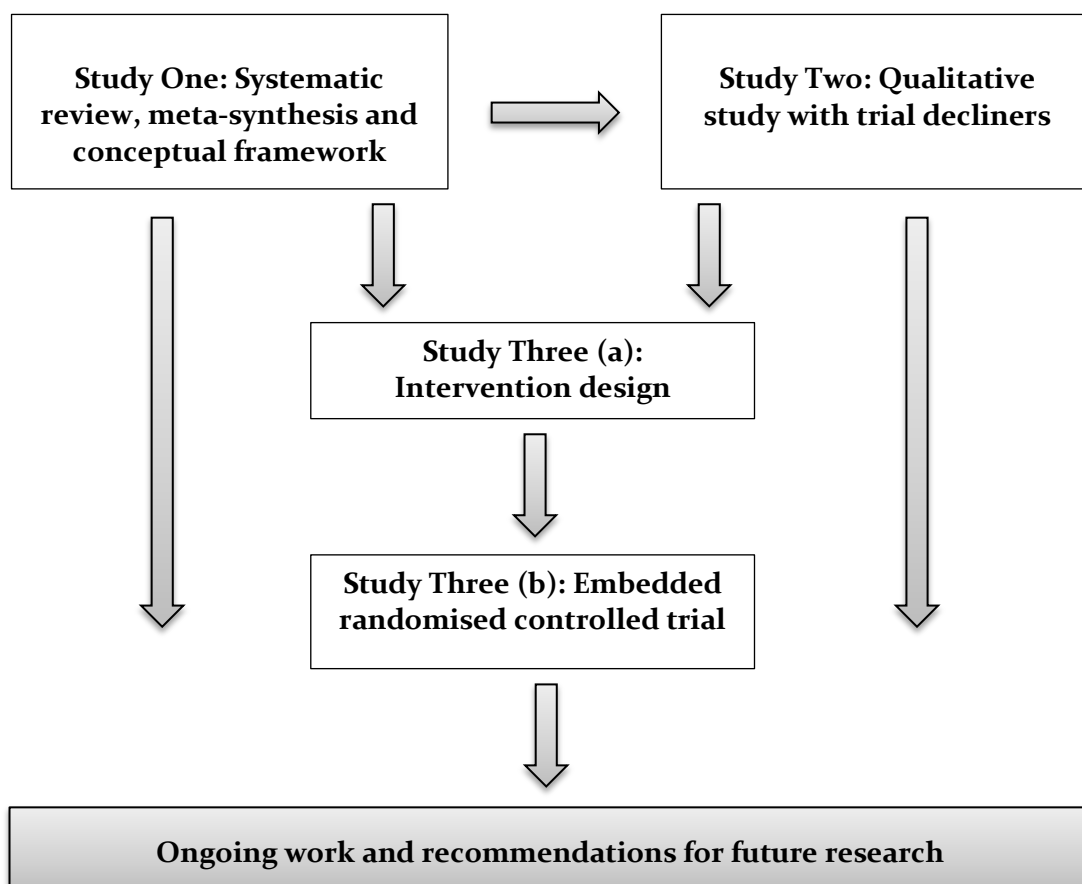 Study One: Systematic
review, meta-synthesis and
conceptual framework
Study Two: Qualitative
study with trial decliners
Study Three (a):
Intervention design
Study Three (b): Embedded
randomised controlled trial
Ongoing work and recommendations for future research